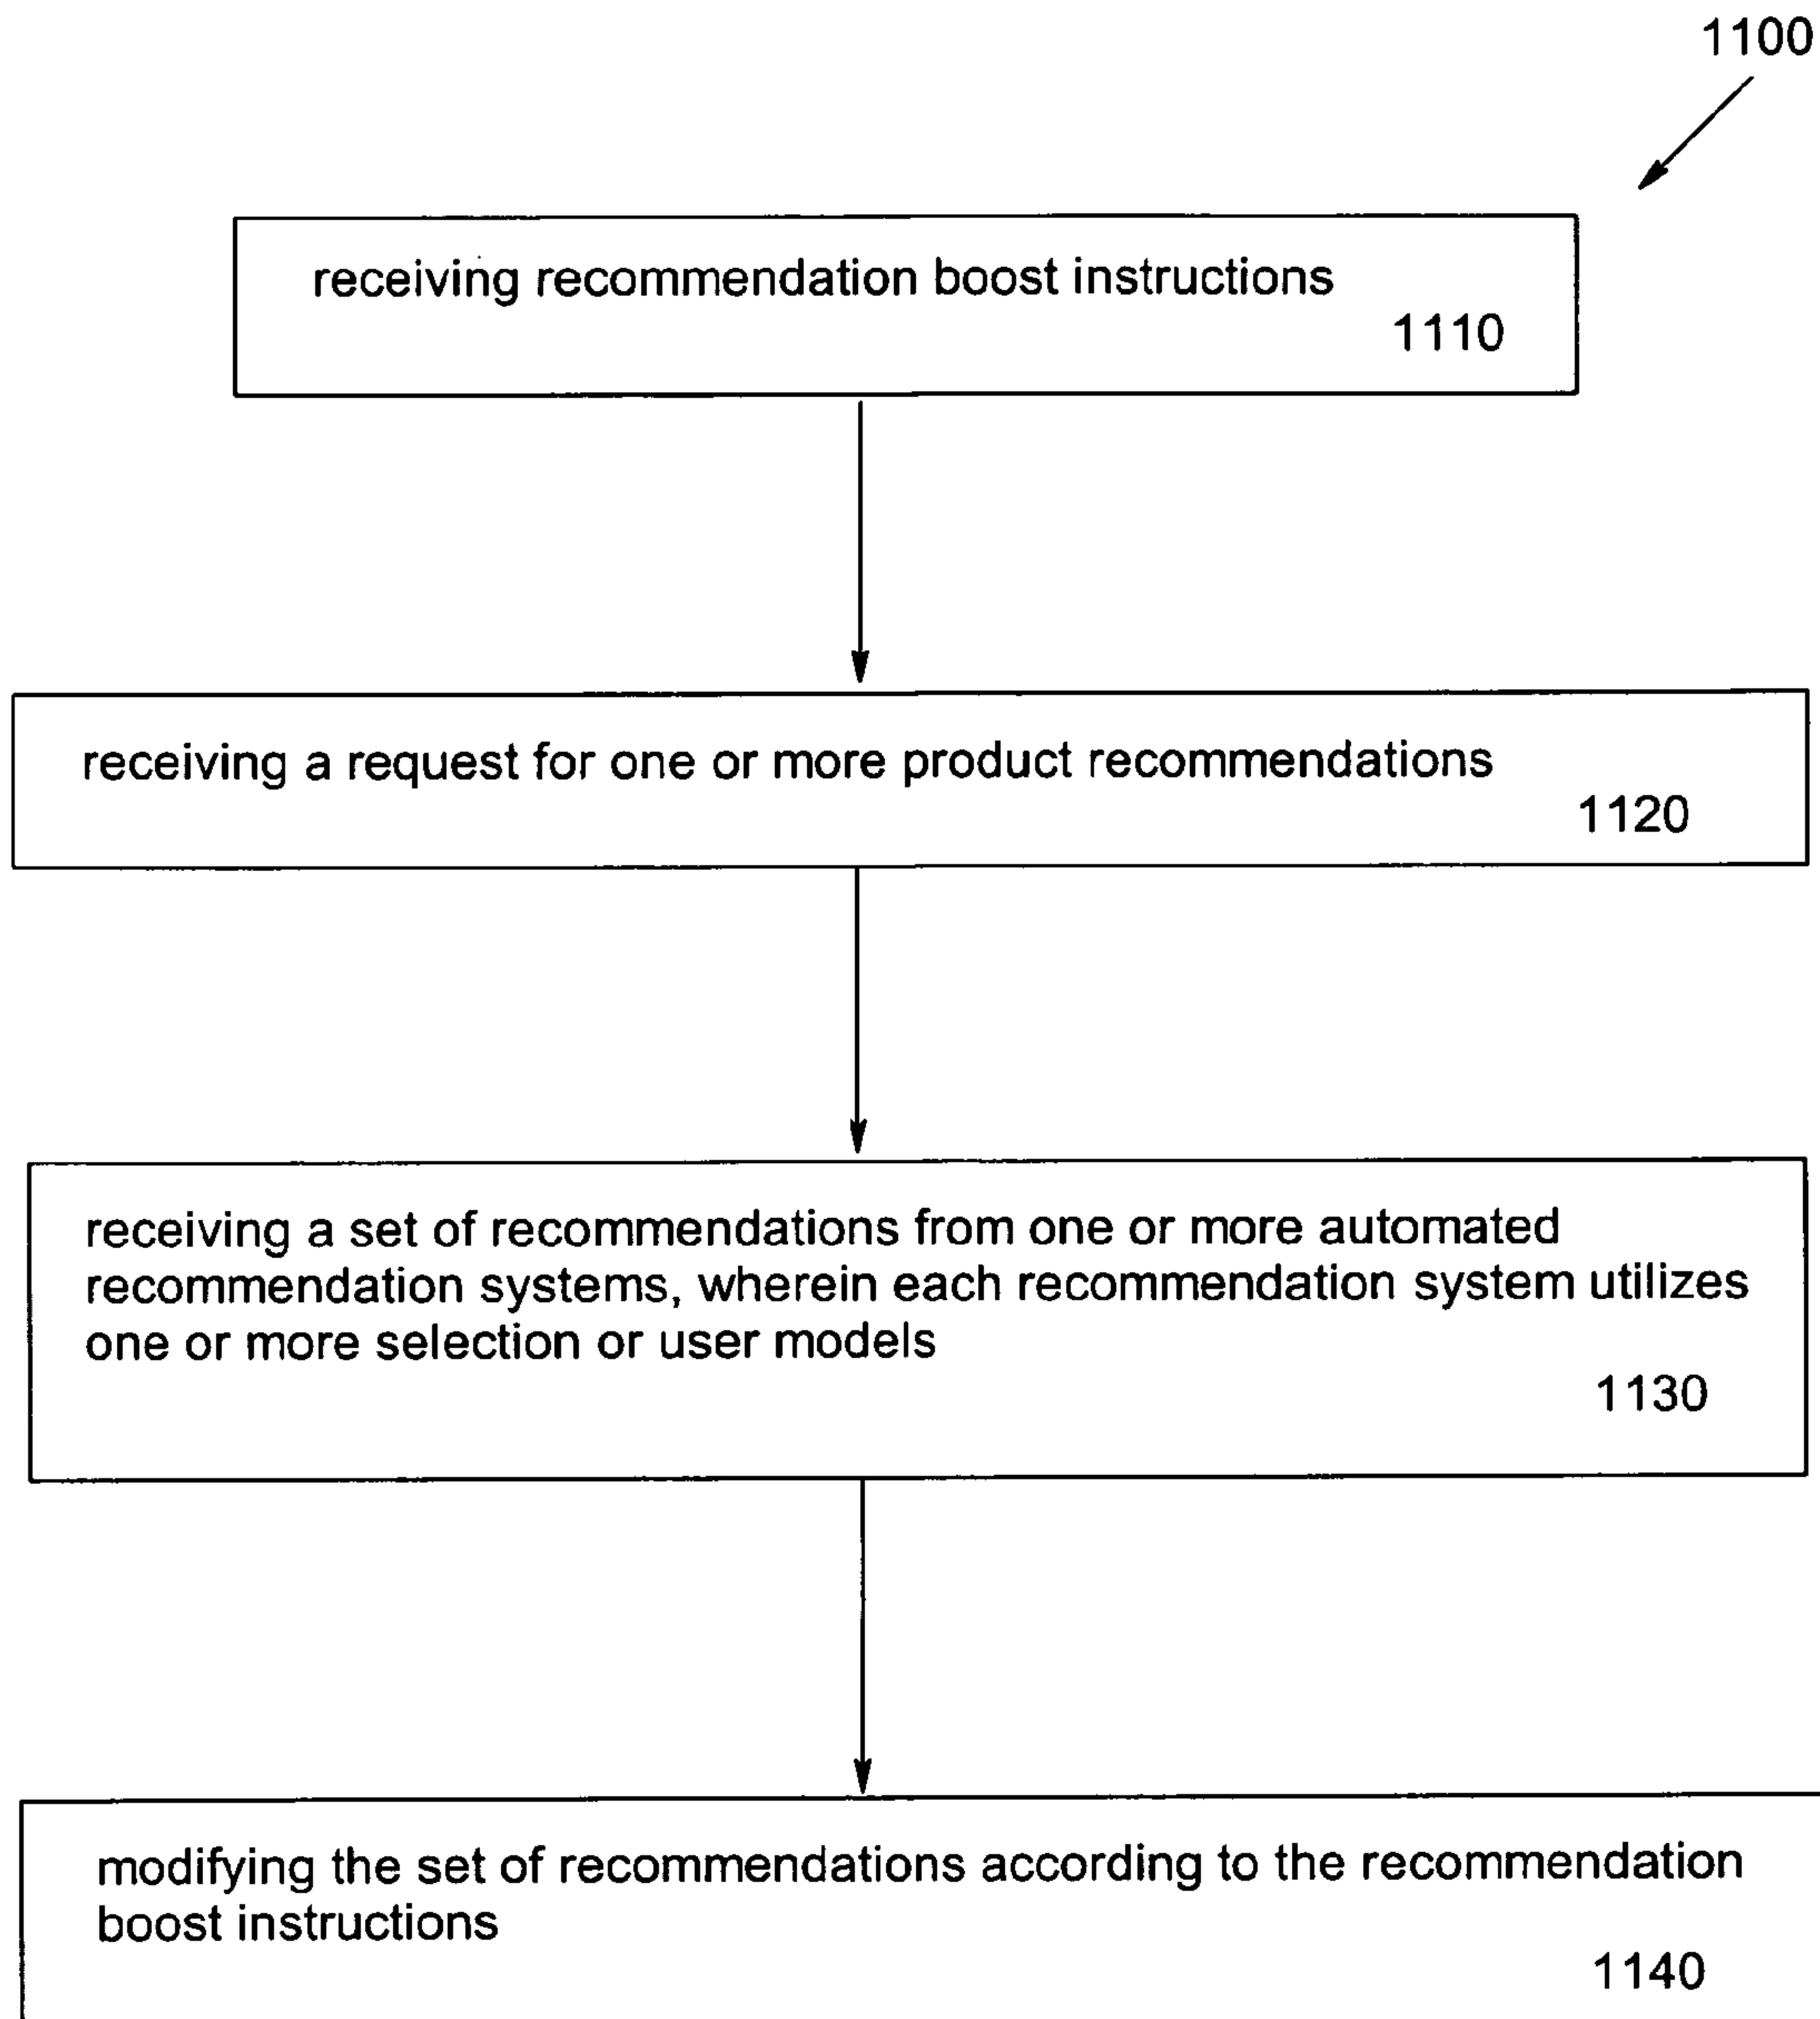 1100
receiving recommendation boost instructions
1110
receiving a request for one or more product recommendations
1120
receiving a set of recommendations from one or more automated
recommendation systems, wherein each recommendation system utilizes
one or more selection or user models
1130
modifying the set of recommendations according to the recommendation
boost instructions
1140